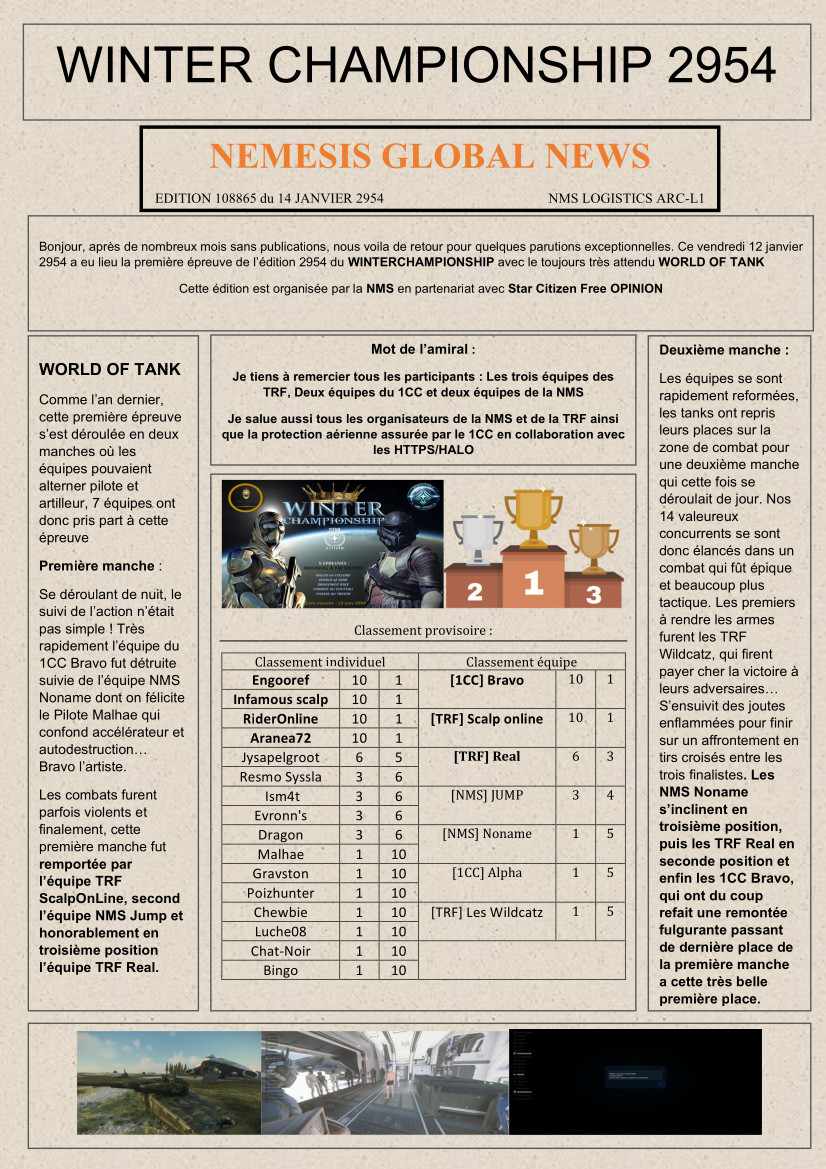 WINTER CHAMPIONSHIP 2954
NEMESIS GLOBAL NEWS
EDITION 108865 du 14 JANVIER 2954 NMS LOGISTICS ARC-L1
Bonjour, après de nombreux mois sans publications, nous voila de retour pour quelques parutions exceptionnelles. Ce vendredi 12 janvier
2954 a eu lieu la première épreuve de l'édition 2954 du WINTERCHAMPIONSHIP avec le toujours très attendu WORLD OF TANK
Cette édition est organisée par la NMS en partenariat avec Star Citizen Free OPINION
WORLD OF TANK
Comme l'an dernier,
cette première épreuve
s'est déroulée en deux
manches où les
équipes pouvaient
alterner pilote et
artilleur, 7 équipes ont
donc pris part à cette
épreuve
Première manche :
Se déroulant de nuit, le
suivi de l'action n'était
pas simple ! Très
rapidement l'équipe du
1CC Bravo fut détruite
suivie de l'équipe NMS
Noname dont on félicite
le Pilote Malhae qui
confond accélérateur et
autodestruction…
Bravo l'artiste.
Les combats furent
parfois violents et
finalement, cette
première manche fut
remportée par
l'équipe TRF
ScalpOnLine, second
l'équipe NMS Jump et
honorablement en
troisième position
l'équipe TRF Real.
Mot de l'amiral :
Je tiens à remercier tous les participants : Les trois équipes des
TRF, Deux équipes du 1CC et deux équipes de la NMS
Je salue aussi tous les organisateurs de la NMS et de la TRF ainsi
que la protection aérienne assurée par le 1CC en collaboration avec
les HTTPS/HALO
WINTER
CHAMPIONSHIP
2 1 3
Classement provisoire :
Classement individuel Classement équipe
Engooref 10 1 [1CC] Bravo 10 1
Infamous scalp 10 1
RiderOnline 10 1 [TRF] Scalp online 10 1
Aranea72 10 1
Jysapelgroot 6 5 [TRF] Real 6 3
Resmo Syssla 3 6
Ism4t 3 6 [NMS] JUMP 3 4
Evronn's 3 6
Dragon 3 6 [NMS] Noname 1 5
Malhae 1 10
Gravston 1 10 [1CC] Alpha 1 5
Poizhunter 1 10
Chewbie 1 10 [TRF] Les Wildcatz 1 5
Luche08 1 10
Chat-Noir 1 10
Bingo 1 10
Deuxième manche :
Les équipes se sont
rapidement reformées,
les tanks ont repris
leurs places sur la
zone de combat pour
une deuxième manche
qui cette fois se
déroulait de jour. Nos
14 valeureux
concurrents se sont
donc élancés dans un
combat qui fût épique
et beaucoup plus
tactique. Les premiers
à rendre les armes
furent les TRF
Wildcatz, qui firent
payer cher la victoire à
leurs adversaires…
S'ensuivit des joutes
enflammées pour finir
sur un affrontement en
tirs croisés entre les
trois finalistes. Les
NMS Noname
s'inclinent en
troisième position,
puis les TRF Real en
seconde position et
enfin les 1CC Bravo,
qui ont du coup
refait une remontée
fulgurante passant
de dernière place de
la première manche
a cette très belle
première place.